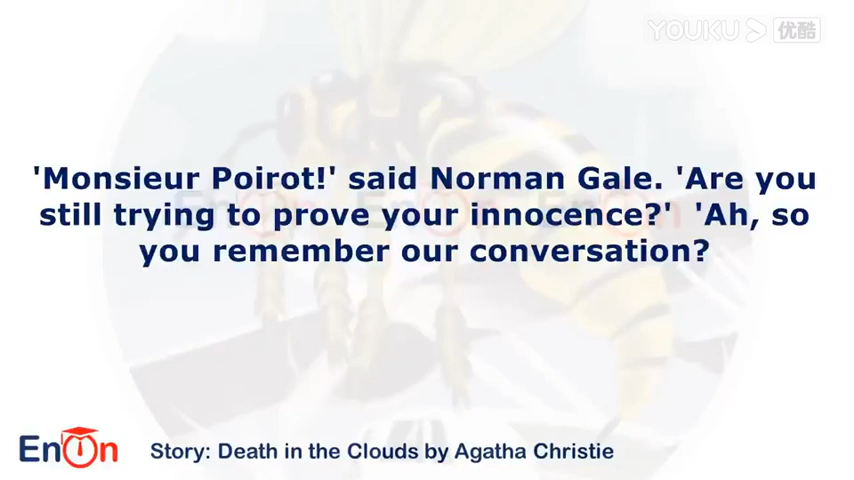 YOUKU 优酷
'Monsieur Poirot!' said Norman Gale. 'Are you
still trying to prove your innocence?'  'Ah, so
you remember our conversation?
EnOn
Story: Death in the Clouds by Agatha Christie